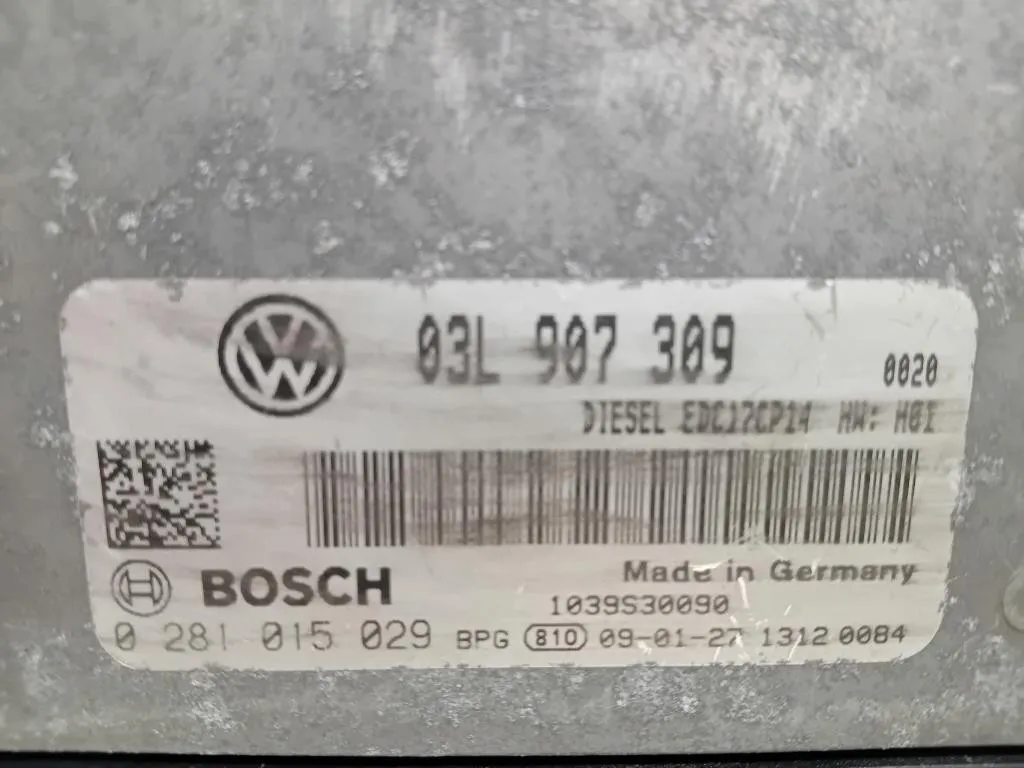 03L 907 309
0020
DIESEL EDC17CP14 HW: H01
Made in Germany
BOSCH
1039S30090
0 281 015 029 BPG 810 09-01-27 1312 0084